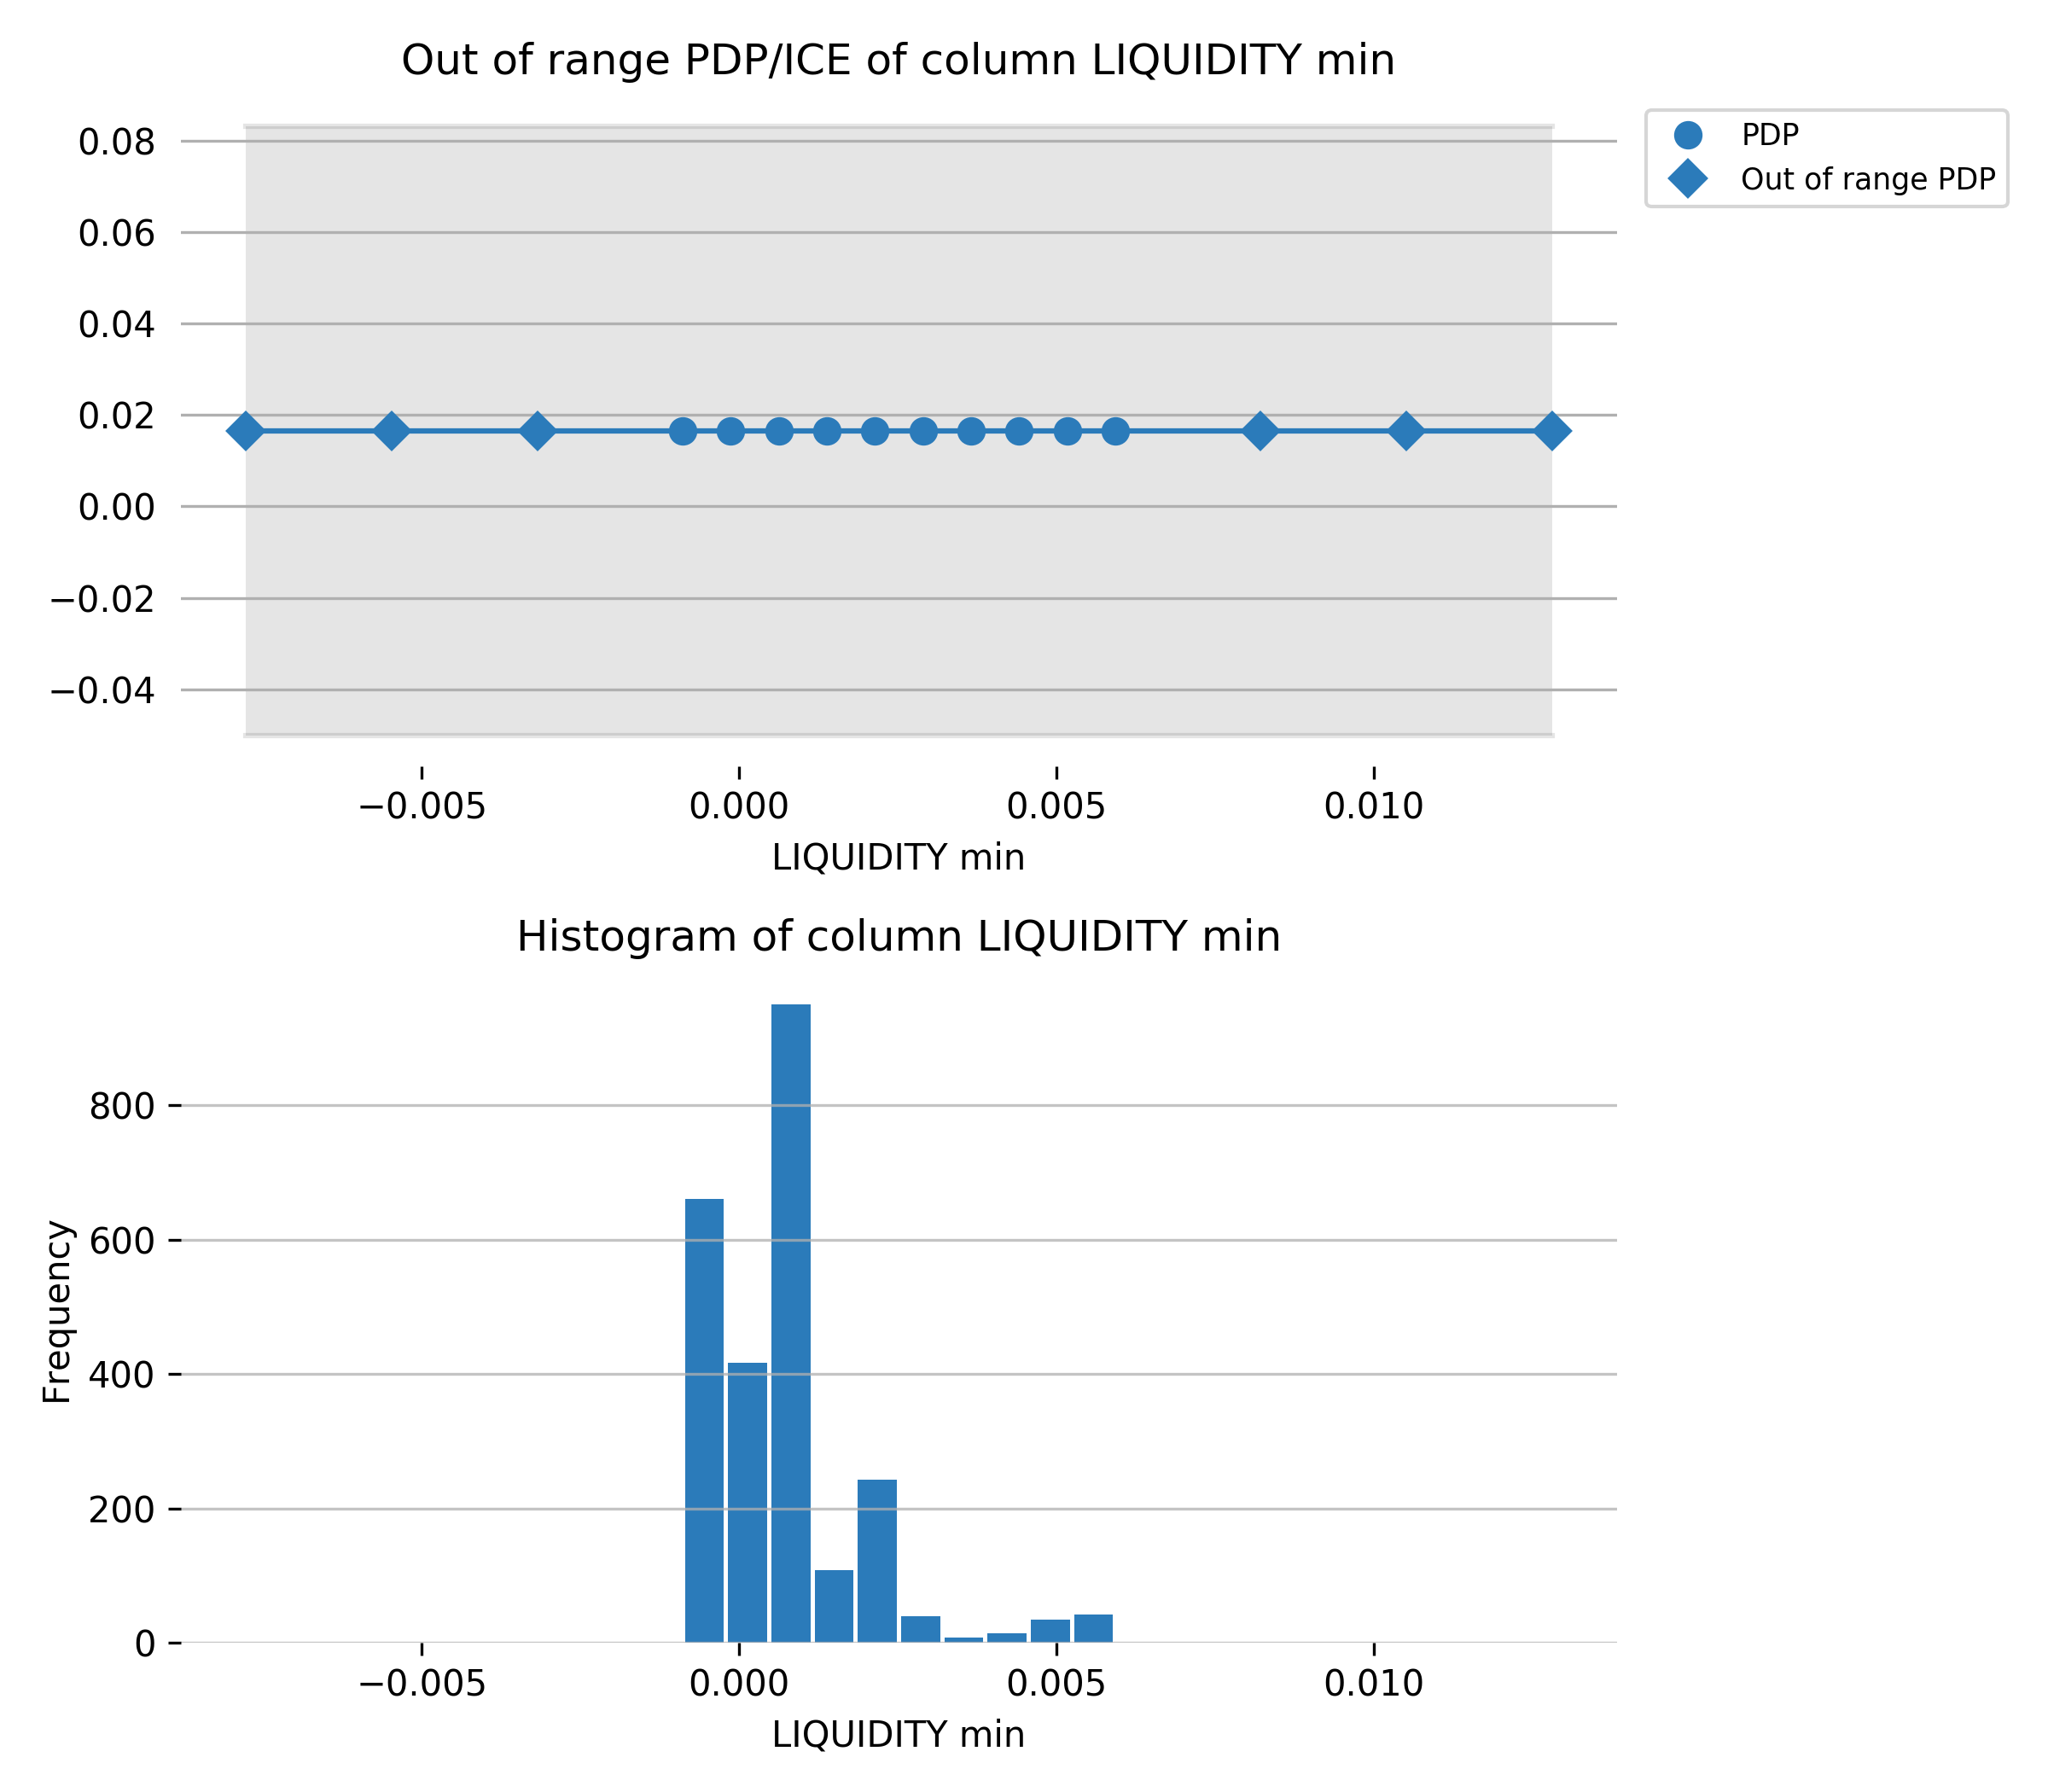 Out of range PDP/ICE of column LIQUIDITY min
PDP
Out of range PDP
0.08
0.06
0.04
0.02
0.00
−0.02
−0.04
−0.005 0.000 0.005 0.010
LIQUIDITY min
Histogram of column LIQUIDITY min
800
600
400
200
0
Frequency
−0.005 0.000 0.005 0.010
LIQUIDITY min